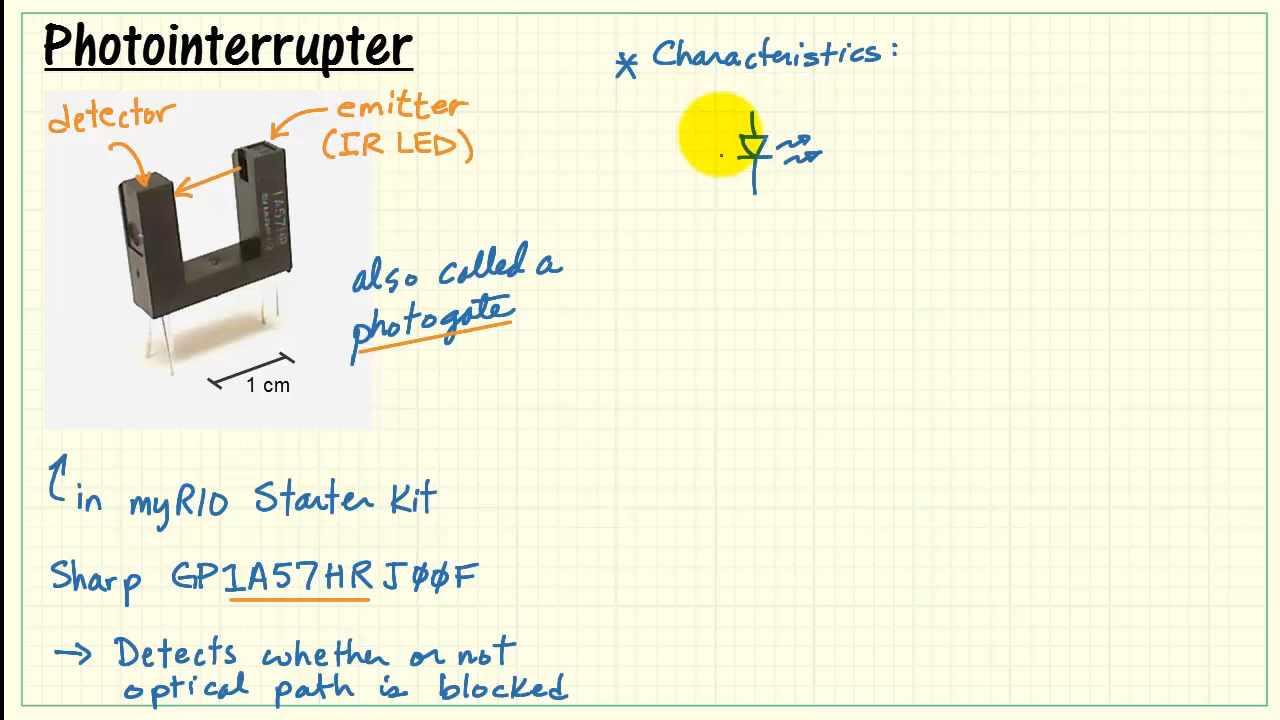 Photointerrupter
detector
emitter
(IR LED)
1A57HR
also called a
photogate
1 cm
in myRIO Starter Kit
Sharp GP1A57HRJ00F
→ Detects whether or not
optical path is blocked
* Characteristics: